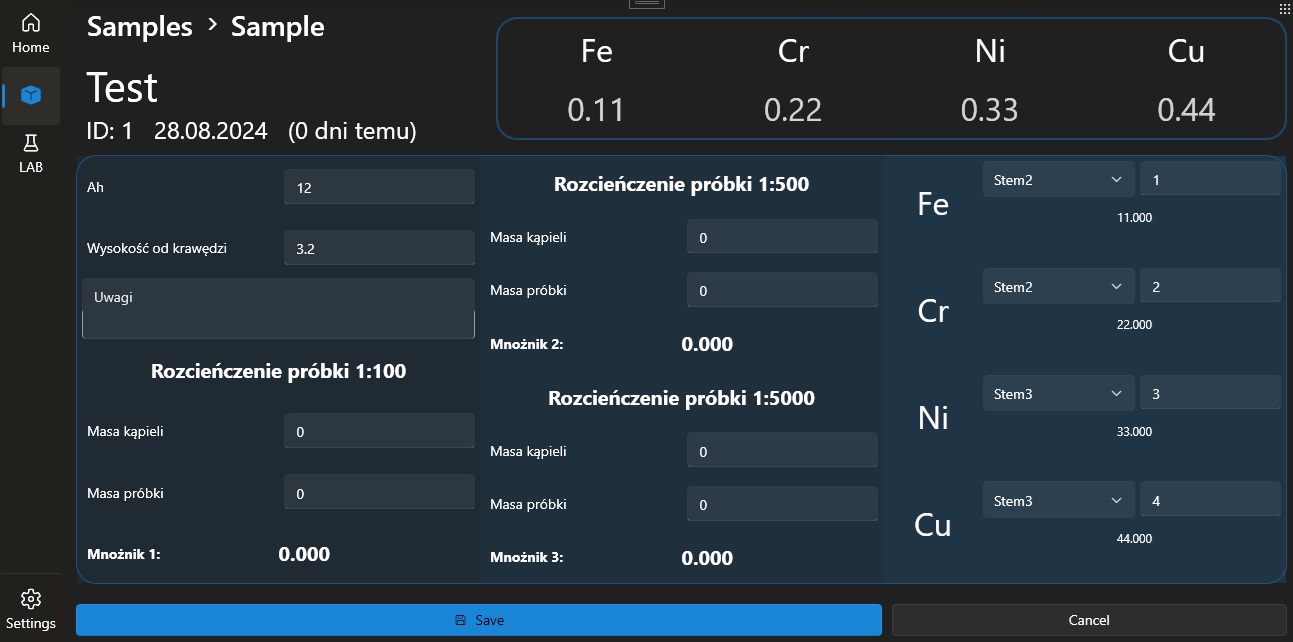 Home
LAB
Settings
Samples > Sample
Test
ID: 1 28.08.2024 (0 dni temu)
Fe Cr Ni Cu
0.11 0.22 0.33 0.44
Ah 12
Wysokość od krawędzi 3.2
Uwagi
Rozcieńczenie próbki 1:100
Masa kąpieli 0
Masa próbki 0
Mnożnik 1: 0.000
Rozcieńczenie próbki 1:500
Masa kąpieli 0
Masa próbki 0
Mnożnik 2: 0.000
Rozcieńczenie próbki 1:5000
Masa kąpieli 0
Masa próbki 0
Mnożnik 3: 0.000
Fe Stem2 1
11.000
Cr Stem2 2
22.000
Ni Stem3 3
33.000
Cu Stem3 4
44.000
Save
Cancel